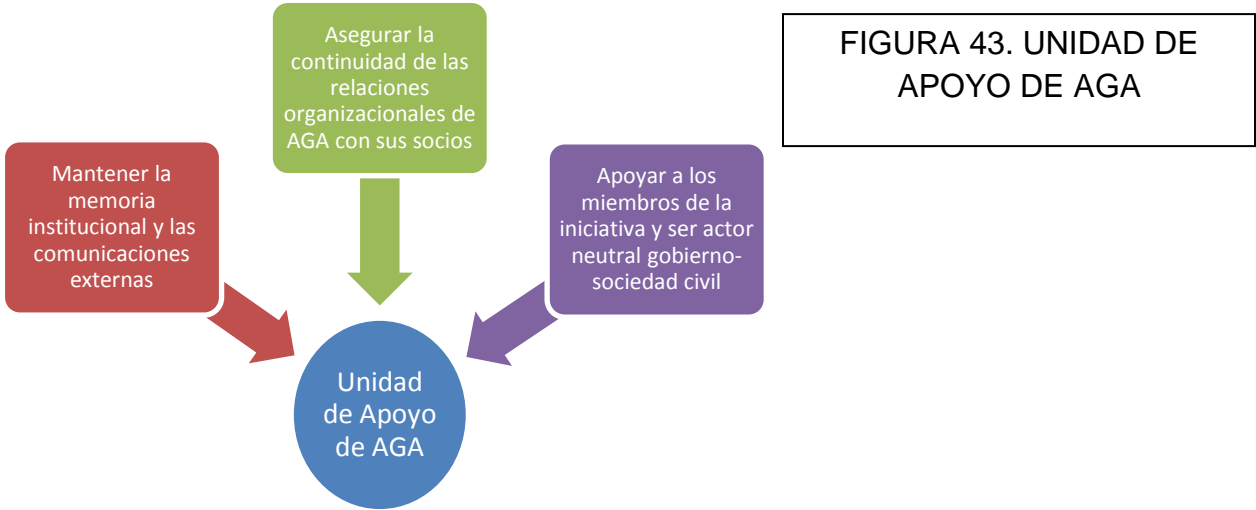 FIGURA 43. UNIDAD DE
APOYO DE AGA
Asegurar la
continuidad de las
relaciones
organizacionales de
AGA con sus socios
Mantener la
memoria
institucional y las
comunicaciones
externas
Apoyar a los
miembros de la
iniciativa y ser actor
neutral gobierno-
sociedad civil
Unidad
de Apoyo
de AGA